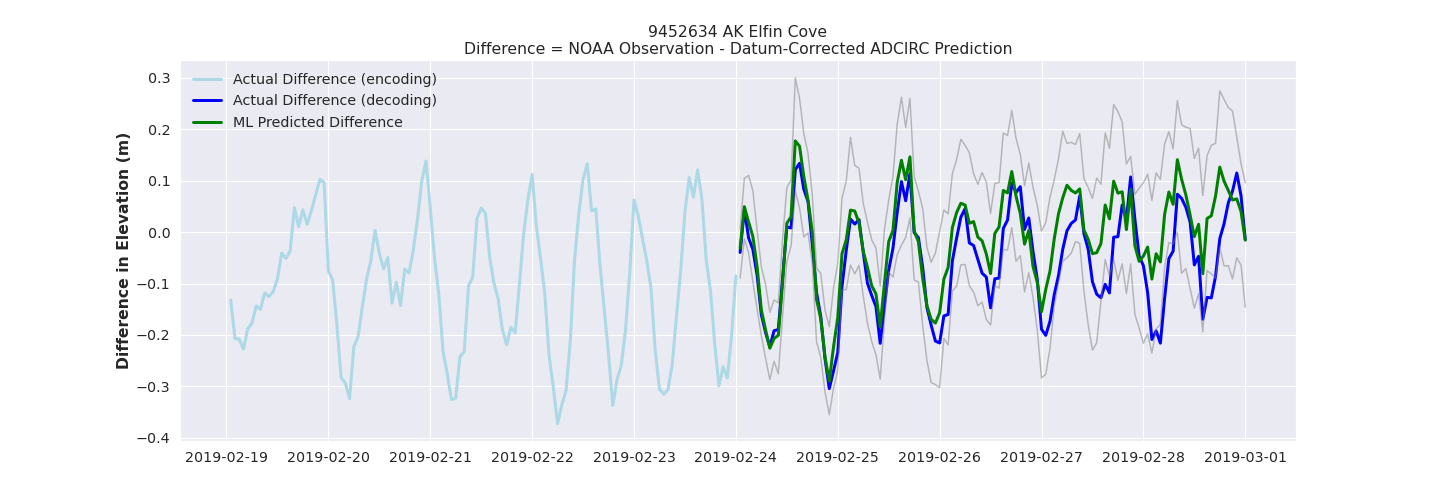 9452634 AK Elfin Cove
Difference = NOAA Observation - Datum-Corrected ADCIRC Prediction
Actual Difference (encoding)
Actual Difference (decoding)
ML Predicted Difference
Difference in Elevation (m)
0.3
0.2
0.1
0.0
−0.1
−0.2
−0.3
−0.4
2019-02-19 2019-02-20 2019-02-21 2019-02-22 2019-02-23 2019-02-24 2019-02-25 2019-02-26 2019-02-27 2019-02-28 2019-03-01